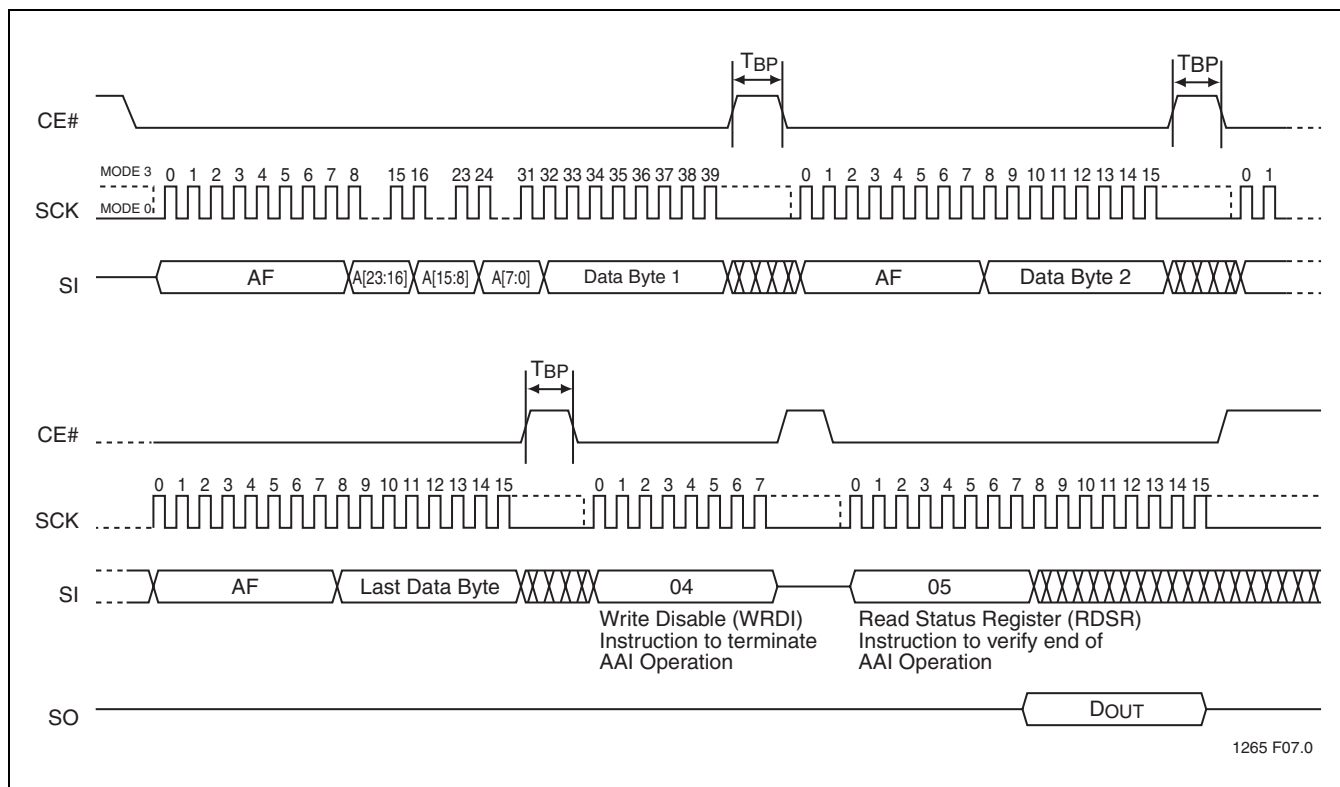 TBP TBP
CE#
MODE 3 0 1 2 3 4 5 6 7 8 15 16 23 24 31 32 33 34 35 36 37 38 39 0 1 2 3 4 5 6 7 8 9 10 11 12 13 14 15 0 1
SCK MODE 0
SI AF A[23:16] A[15:8] A[7:0] Data Byte 1 AF Data Byte 2
TBP
CE#
0 1 2 3 4 5 6 7 8 9 10 11 12 13 14 15 0 1 2 3 4 5 6 7 0 1 2 3 4 5 6 7 8 9 10 11 12 13 14 15
SCK
SI AF Last Data Byte 04 05
Write Disable (WRDI)
Instruction to terminate
AAI Operation
Read Status Register (RDSR)
Instruction to verify end of
AAI Operation
SO DOUT
1265 F07.0